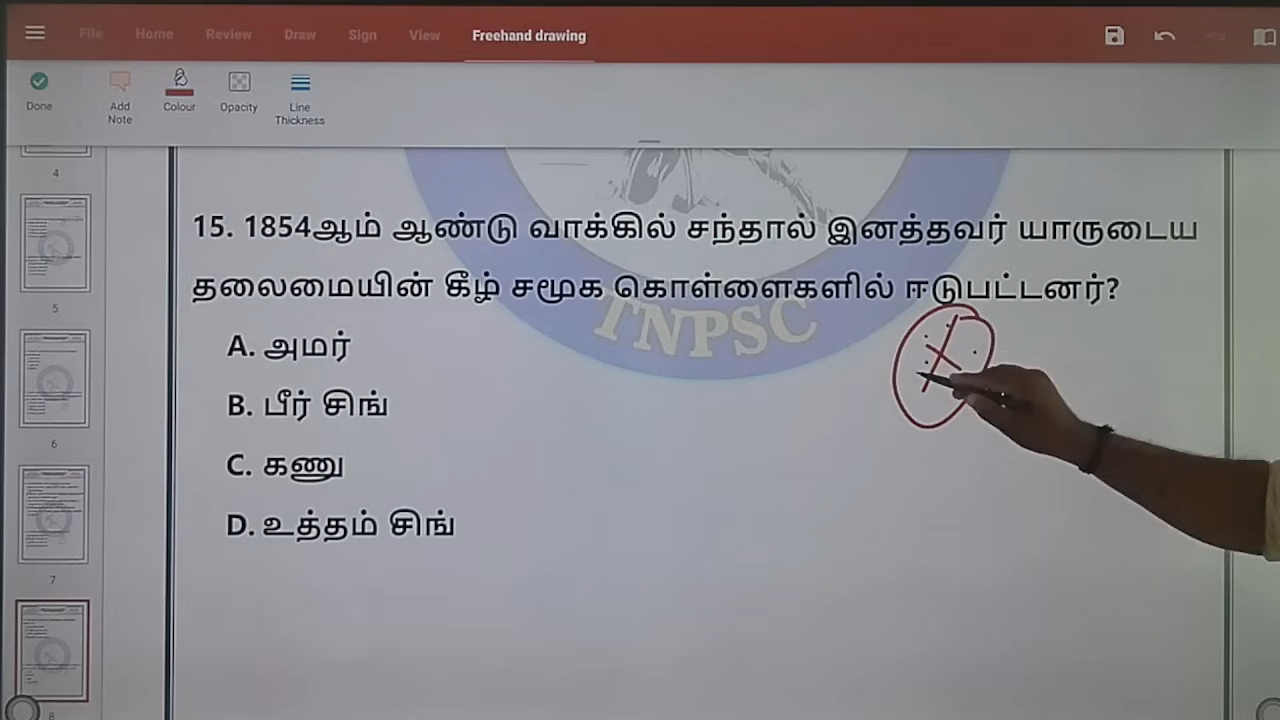 File Home Review Draw Sign View Freehand drawing
Done Add Note Colour Opacity Line Thickness
4
5
6
7
8
15. 1854ஆம் ஆண்டு வாக்கில் சந்தால் இனத்தவர் யாருடைய
தலைமையின் கீழ் சமூக கொள்ளைகளில் ஈடுபட்டனர்?
TNPSC
A. அமர்
B. பீர் சிங்
C. கணு
D. உத்தம் சிங்